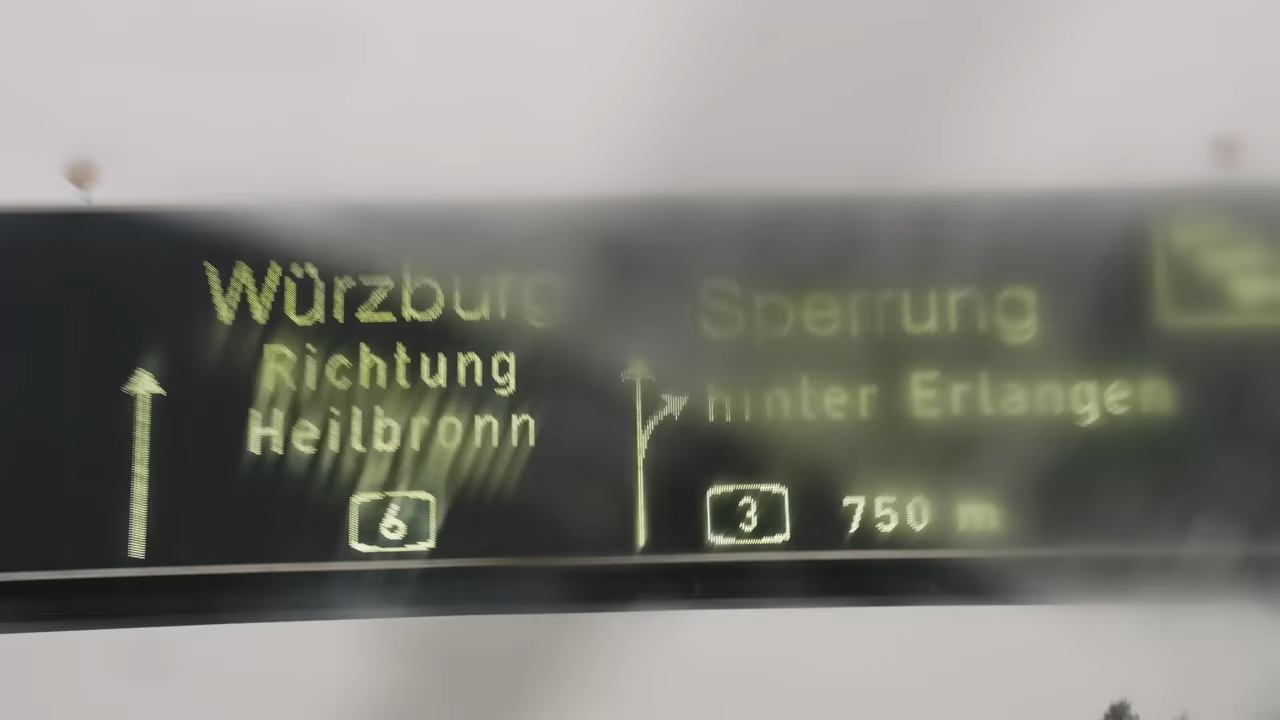 Würzburg
Richtung
Heilbronn
6
Sperrung
hinter Erlangen
3 750 m